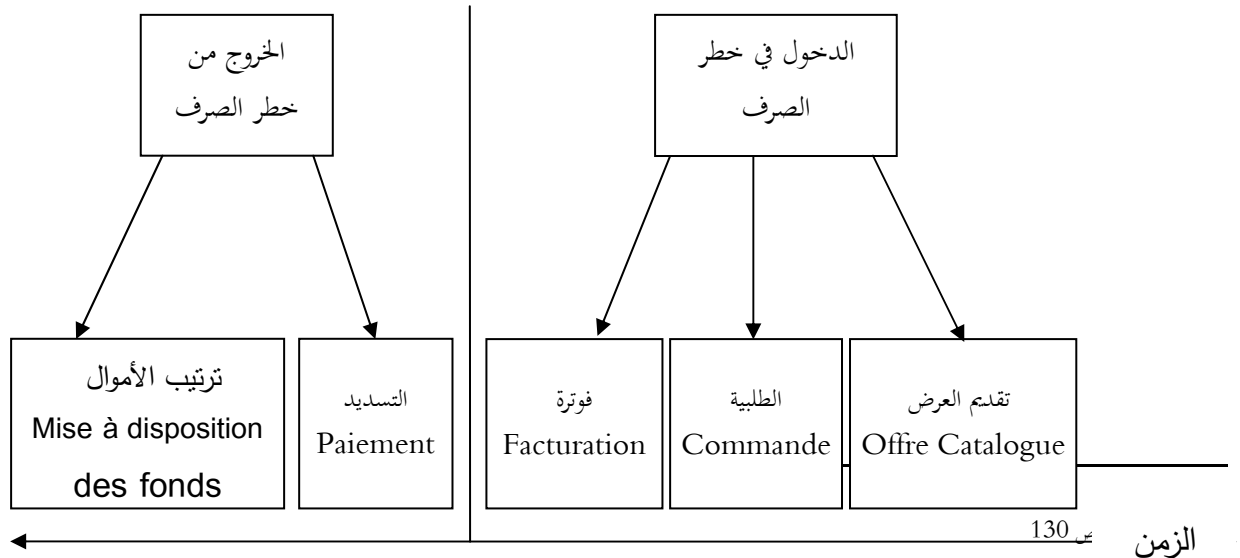 الدخول في خطر
الصرف
الخروج من
خطر الصرف
تقديم العرض
Offre Catalogue
الطلبية
Commande
فوترة
Facturation
التسديد
Paiement
ترتيب الأموال
Mise à disposition
des fonds
ص 130
الزمن